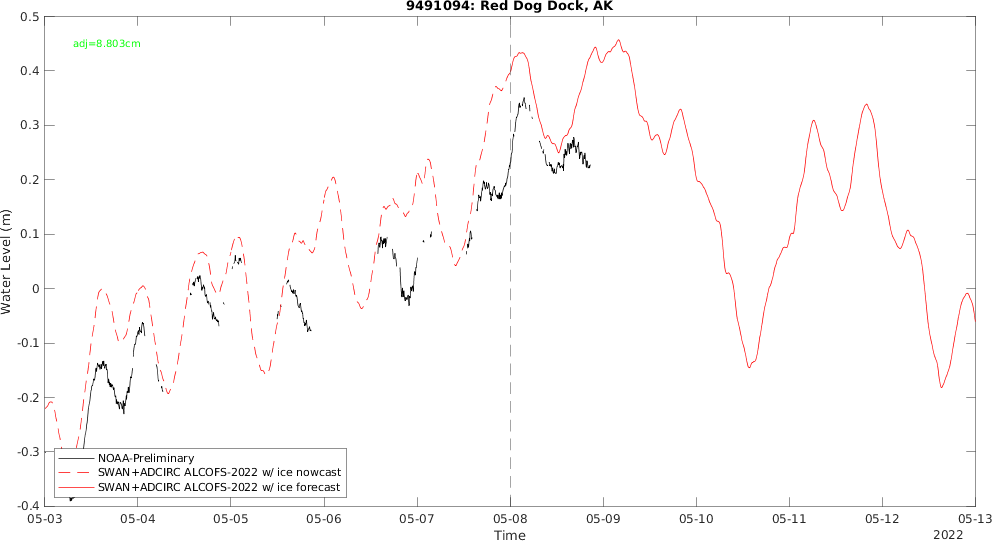 9491094: Red Dog Dock, AK
adj=8.803cm
Water Level (m)
0.5
0.4
0.3
0.2
0.1
0
-0.1
-0.2
-0.3
-0.4
NOAA-Preliminary
SWAN+ADCIRC ALCOFS-2022 w/ ice nowcast
SWAN+ADCIRC ALCOFS-2022 w/ ice forecast
05-03 05-04 05-05 05-06 05-07 05-08 05-09 05-10 05-11 05-12 05-13
Time
2022